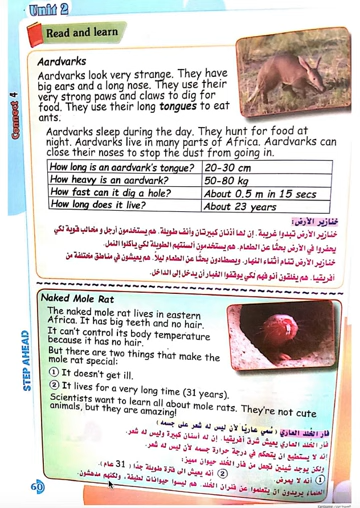 Unit 2
Read and learn
Connect 4
Aardvarks
Aardvarks look very strange. They have
big ears and a long nose. They use their
very strong paws and claws to dig for
food. They use their long tongues to eat
ants.
Aardvarks sleep during the day. They hunt for food at
night. Aardvarks live in many parts of Africa. Aardvarks can
close their noses to stop the dust from going in.
How long is an aardvark's tongue? 20-30 cm
How heavy is an aardvark? 50-80 kg
How fast can it dig a hole? About 0.5 m in 15 secs
How long does it live? About 23 years
خنازير الأرض:
خنازير الأرض تبدوا غريبة. إن لها أذنان كبيرتان وأنف طويلة. هم يستخدمون أرجل و مخالب قوية لكي
يحفروا في الأرض بحثًا عن الطعام. هم يستخدمون ألسنتهم الطويلة لكي يأكلوا النمل.
خنازير الأرض تنام أثناء النهار. ويصطادون بحثًا عن الطعام ليلاً. هم يعيشون في مناطق مختلفة من
أفريقيا. هم يغلقون أنوفهم لكي يوقفوا الغبار أن يدخل إلى الداخل.
Naked Mole Rat
The naked mole rat lives in eastern
Africa. It has big teeth and no hair.
It can't control its body temperature
because it has no hair.
But there are two things that make the
mole rat special:
① It doesn't get ill.
② It lives for a very long time (31 years).
Scientists want to learn all about mole rats. They're not cute
animals, but they are amazing!
فأر الخلد العاري (سُمي عاريًا لأن ليس له شعر على جسمه)
فأر الخلد العاري يعيش شرق أفريقيا. إن له أسنان كبيرة وليس له شعر.
إنه لا يستطيع أن يتحكم في درجة حرارة جسمه لأن ليس له شعر.
ولكن يوجد شيئين تجعل من فأر الخلد حيوان مميز:
① أنه لا يمرض. ② أنه يعيش الى فترة طويلة جدًا (31 عام).
العلماء يريدون ان يتعلموا عن فئران الخلد. هم ليسوا حيوانات لطيفة، ولكنهم مدهشون.
STEP AHEAD
60